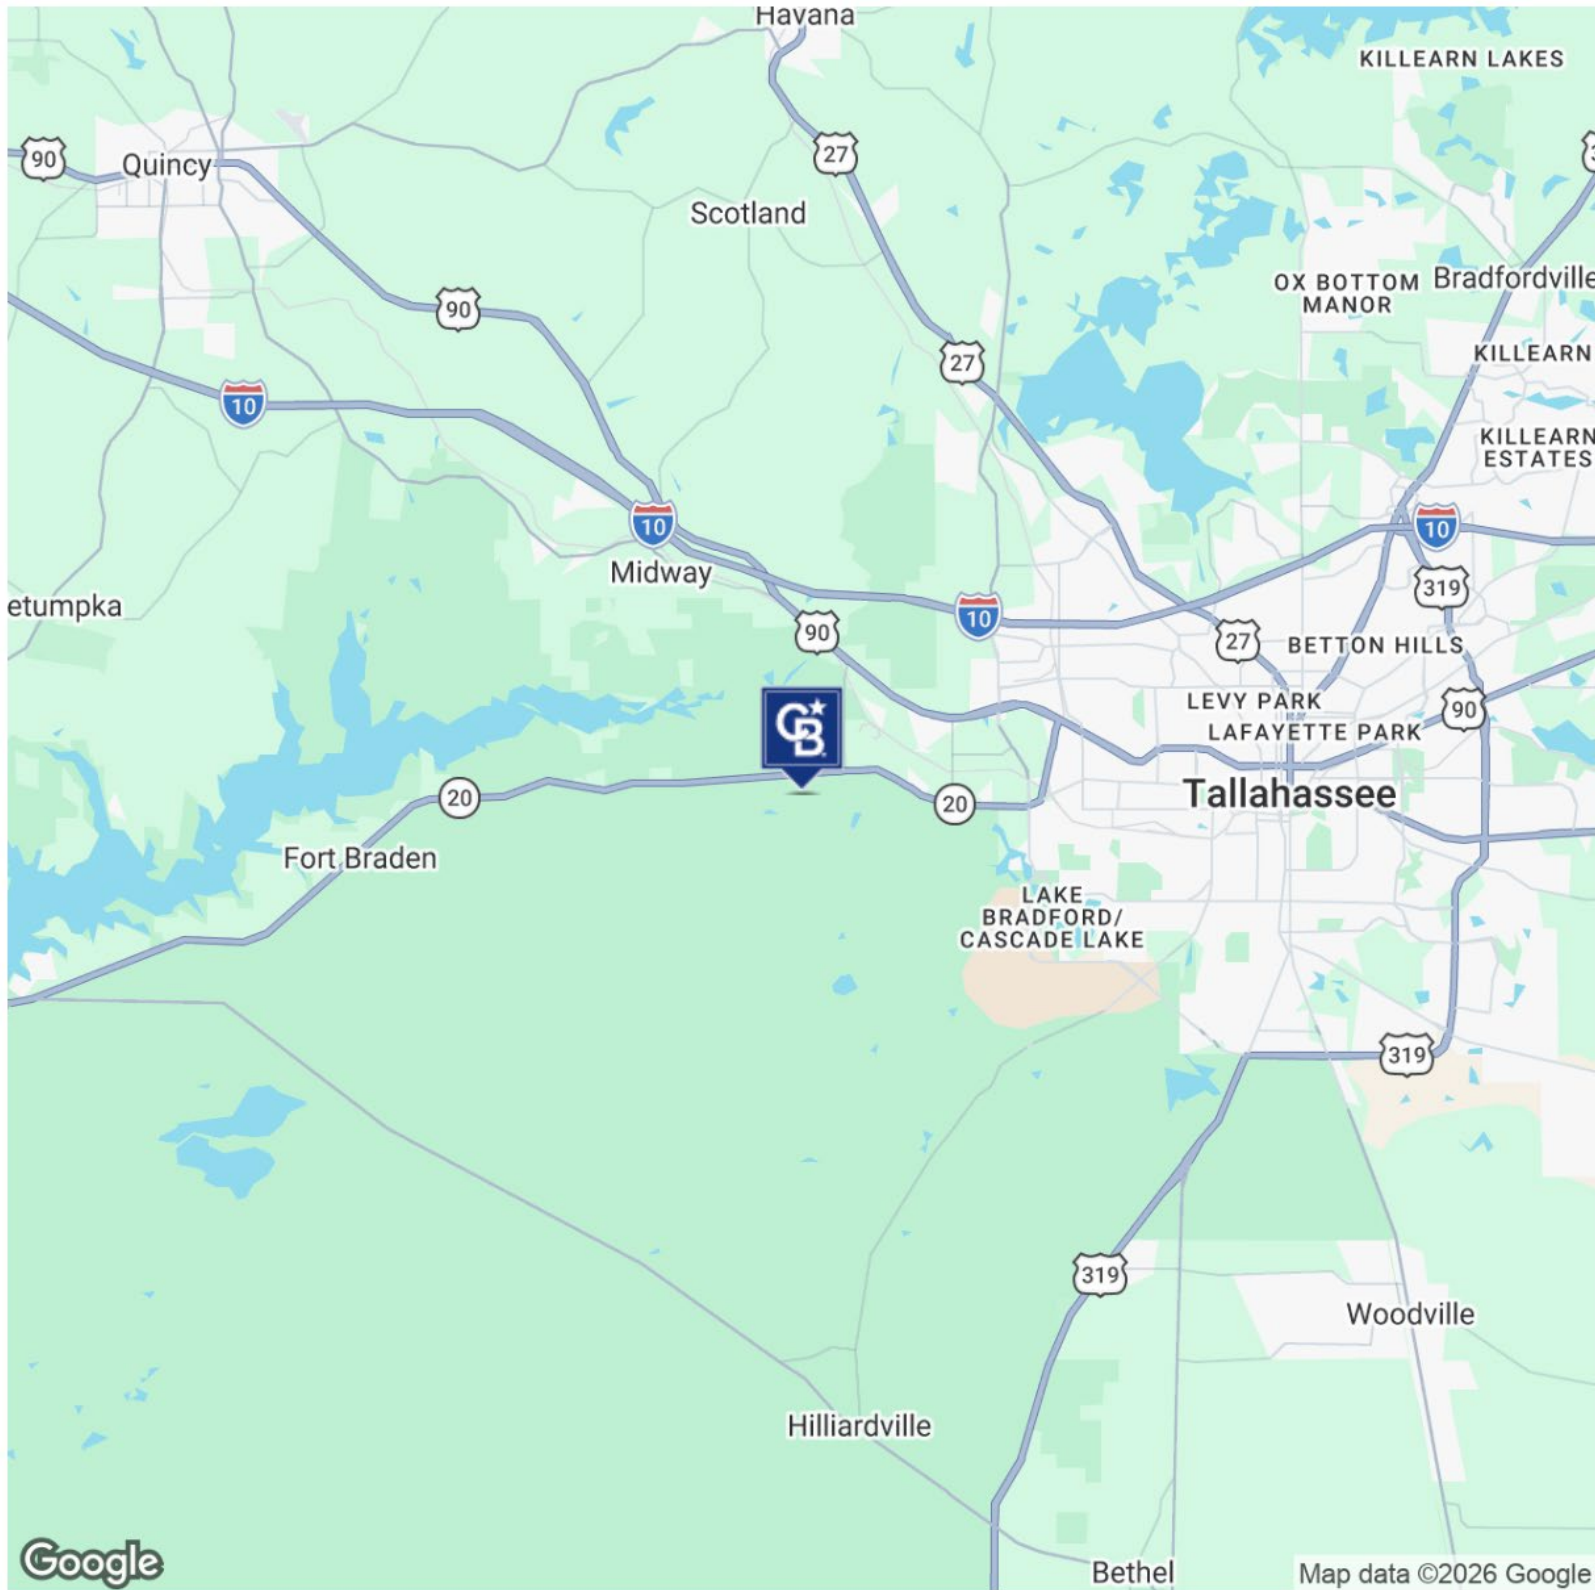 Havana
KILLEARN LAKES
90
Quincy
27
3
Scotland
OX BOTTOM
MANOR
Bradfordville
90
27
KILLEARN
10
KILLEARN
ESTATES
10
10
Midway
319
etumpka
10
90
27
BETTON HILLS
LEVY PARK
90
LAFAYETTE PARK
CB
20
20
Tallahassee
Fort Braden
LAKE
BRADFORD/
CASCADE LAKE
319
319
Woodville
Hilliardville
Bethel
Google
Map data ©2026 Google